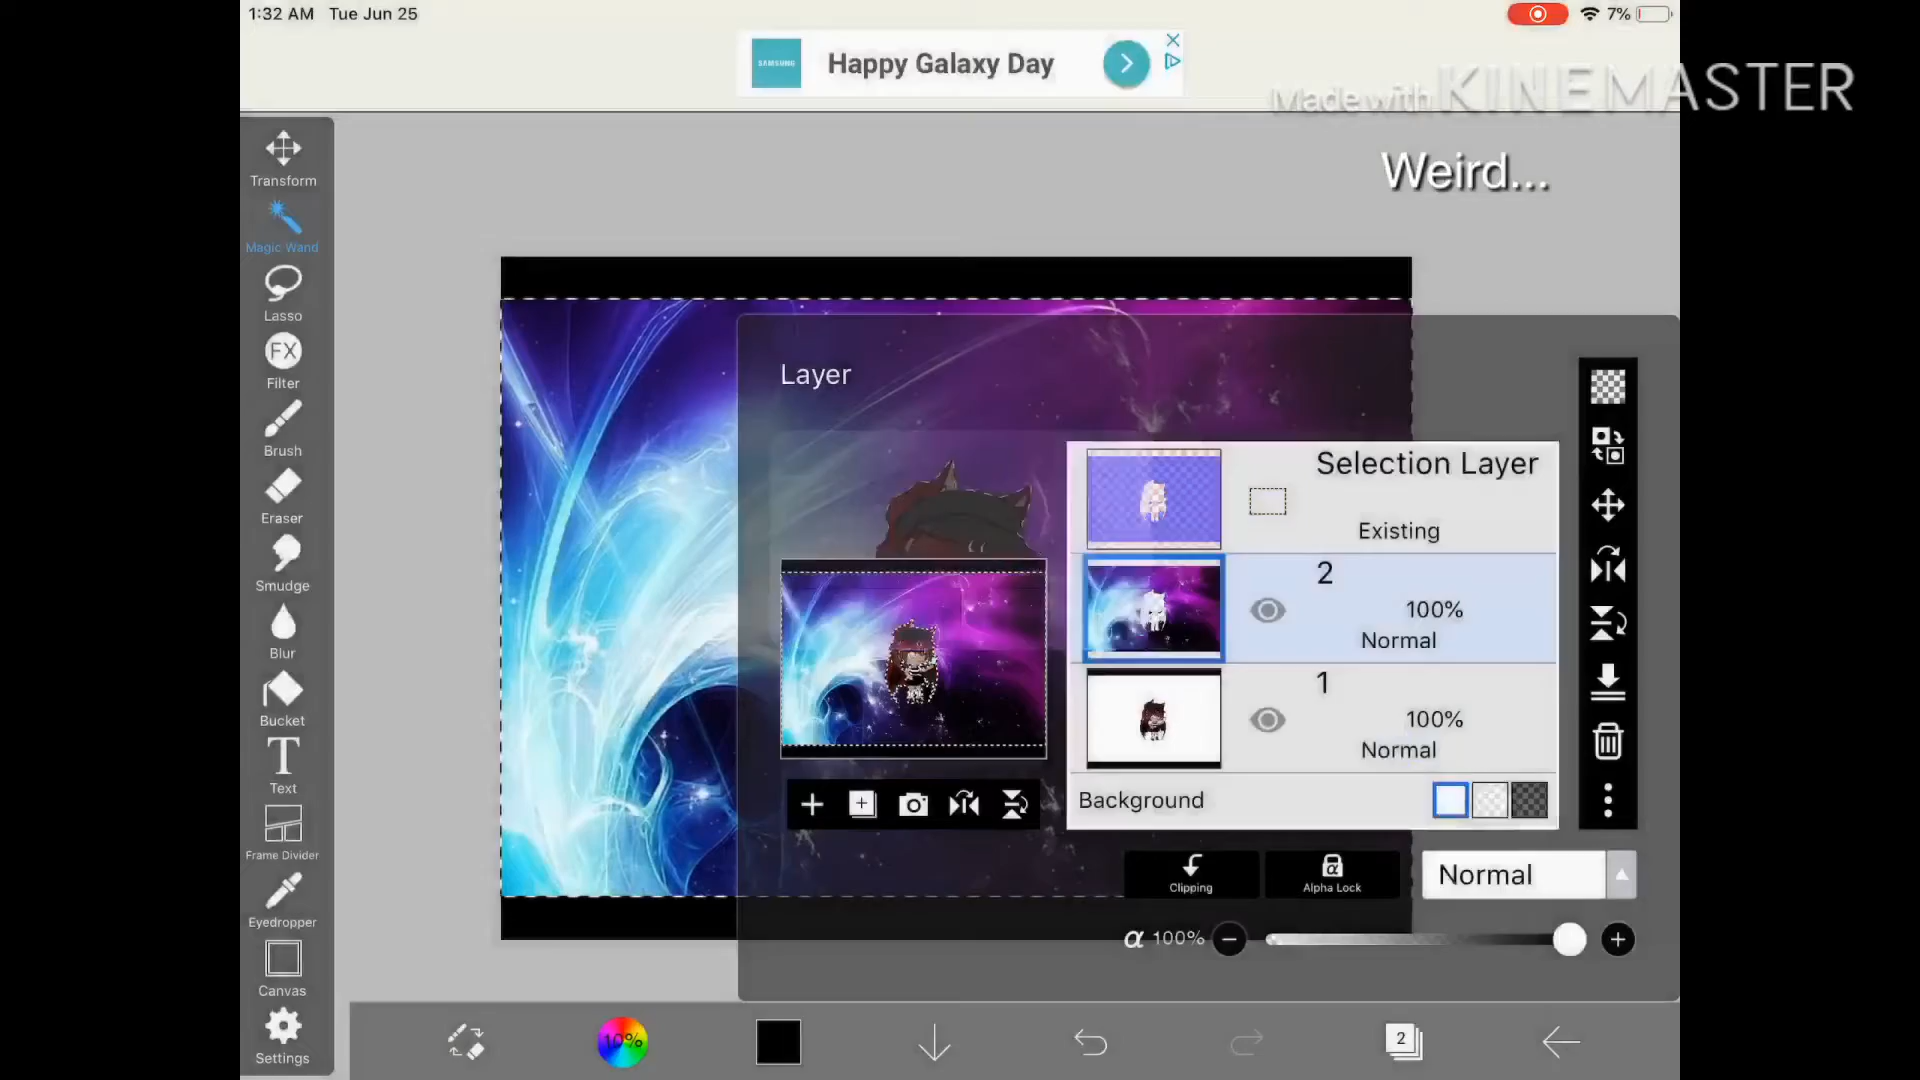 1:32 AM Tue Jun 25
7%
SAMSUNG
Happy Galaxy Day
Made with KINEMASTER
Weird...
Transform
Magic Wand
Lasso
FX
Filter
Brush
Eraser
Smudge
Blur
Bucket
T
Text
Frame Divider
Eyedropper
Canvas
Settings
Layer
Selection Layer
Existing
2
100%
Normal
1
100%
Normal
Background
Clipping
α
Alpha Lock
Normal
α 100%
10%
2